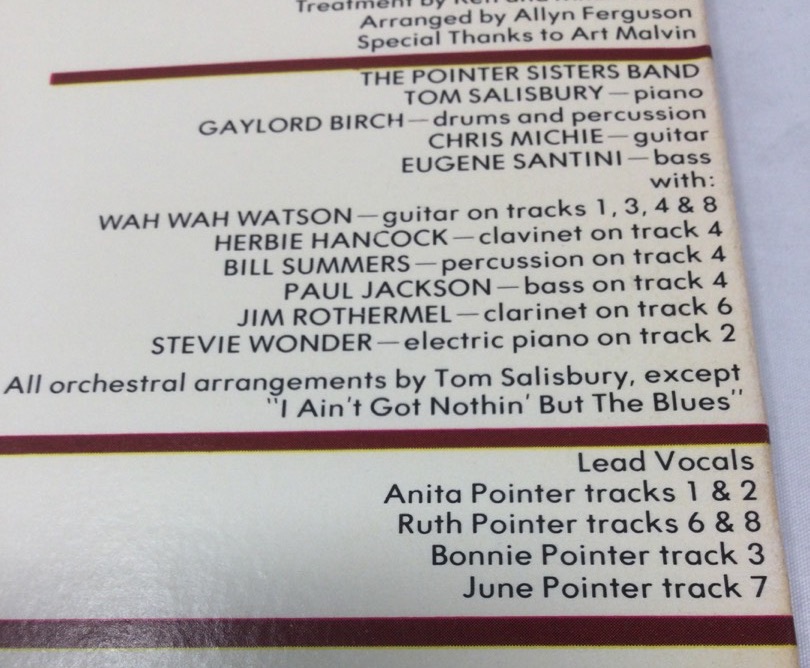 Treatment by
Arranged by Allyn Ferguson
Special Thanks to Art Malvin
THE POINTER SISTERS BAND
TOM SALISBURY — piano
GAYLORD BIRCH — drums and percussion
CHRIS MICHIE — guitar
EUGENE SANTINI — bass
with:
WAH WAH WATSON — guitar on tracks 1, 3, 4 & 8
HERBIE HANCOCK — clavinet on track 4
BILL SUMMERS — percussion on track 4
PAUL JACKSON — bass on track 4
JIM ROTHERMEL — clarinet on track 6
STEVIE WONDER — electric piano on track 2
All orchestral arrangements by Tom Salisbury, except
"I Ain't Got Nothin' But The Blues"
Lead Vocals
Anita Pointer tracks 1 & 2
Ruth Pointer tracks 6 & 8
Bonnie Pointer track 3
June Pointer track 7